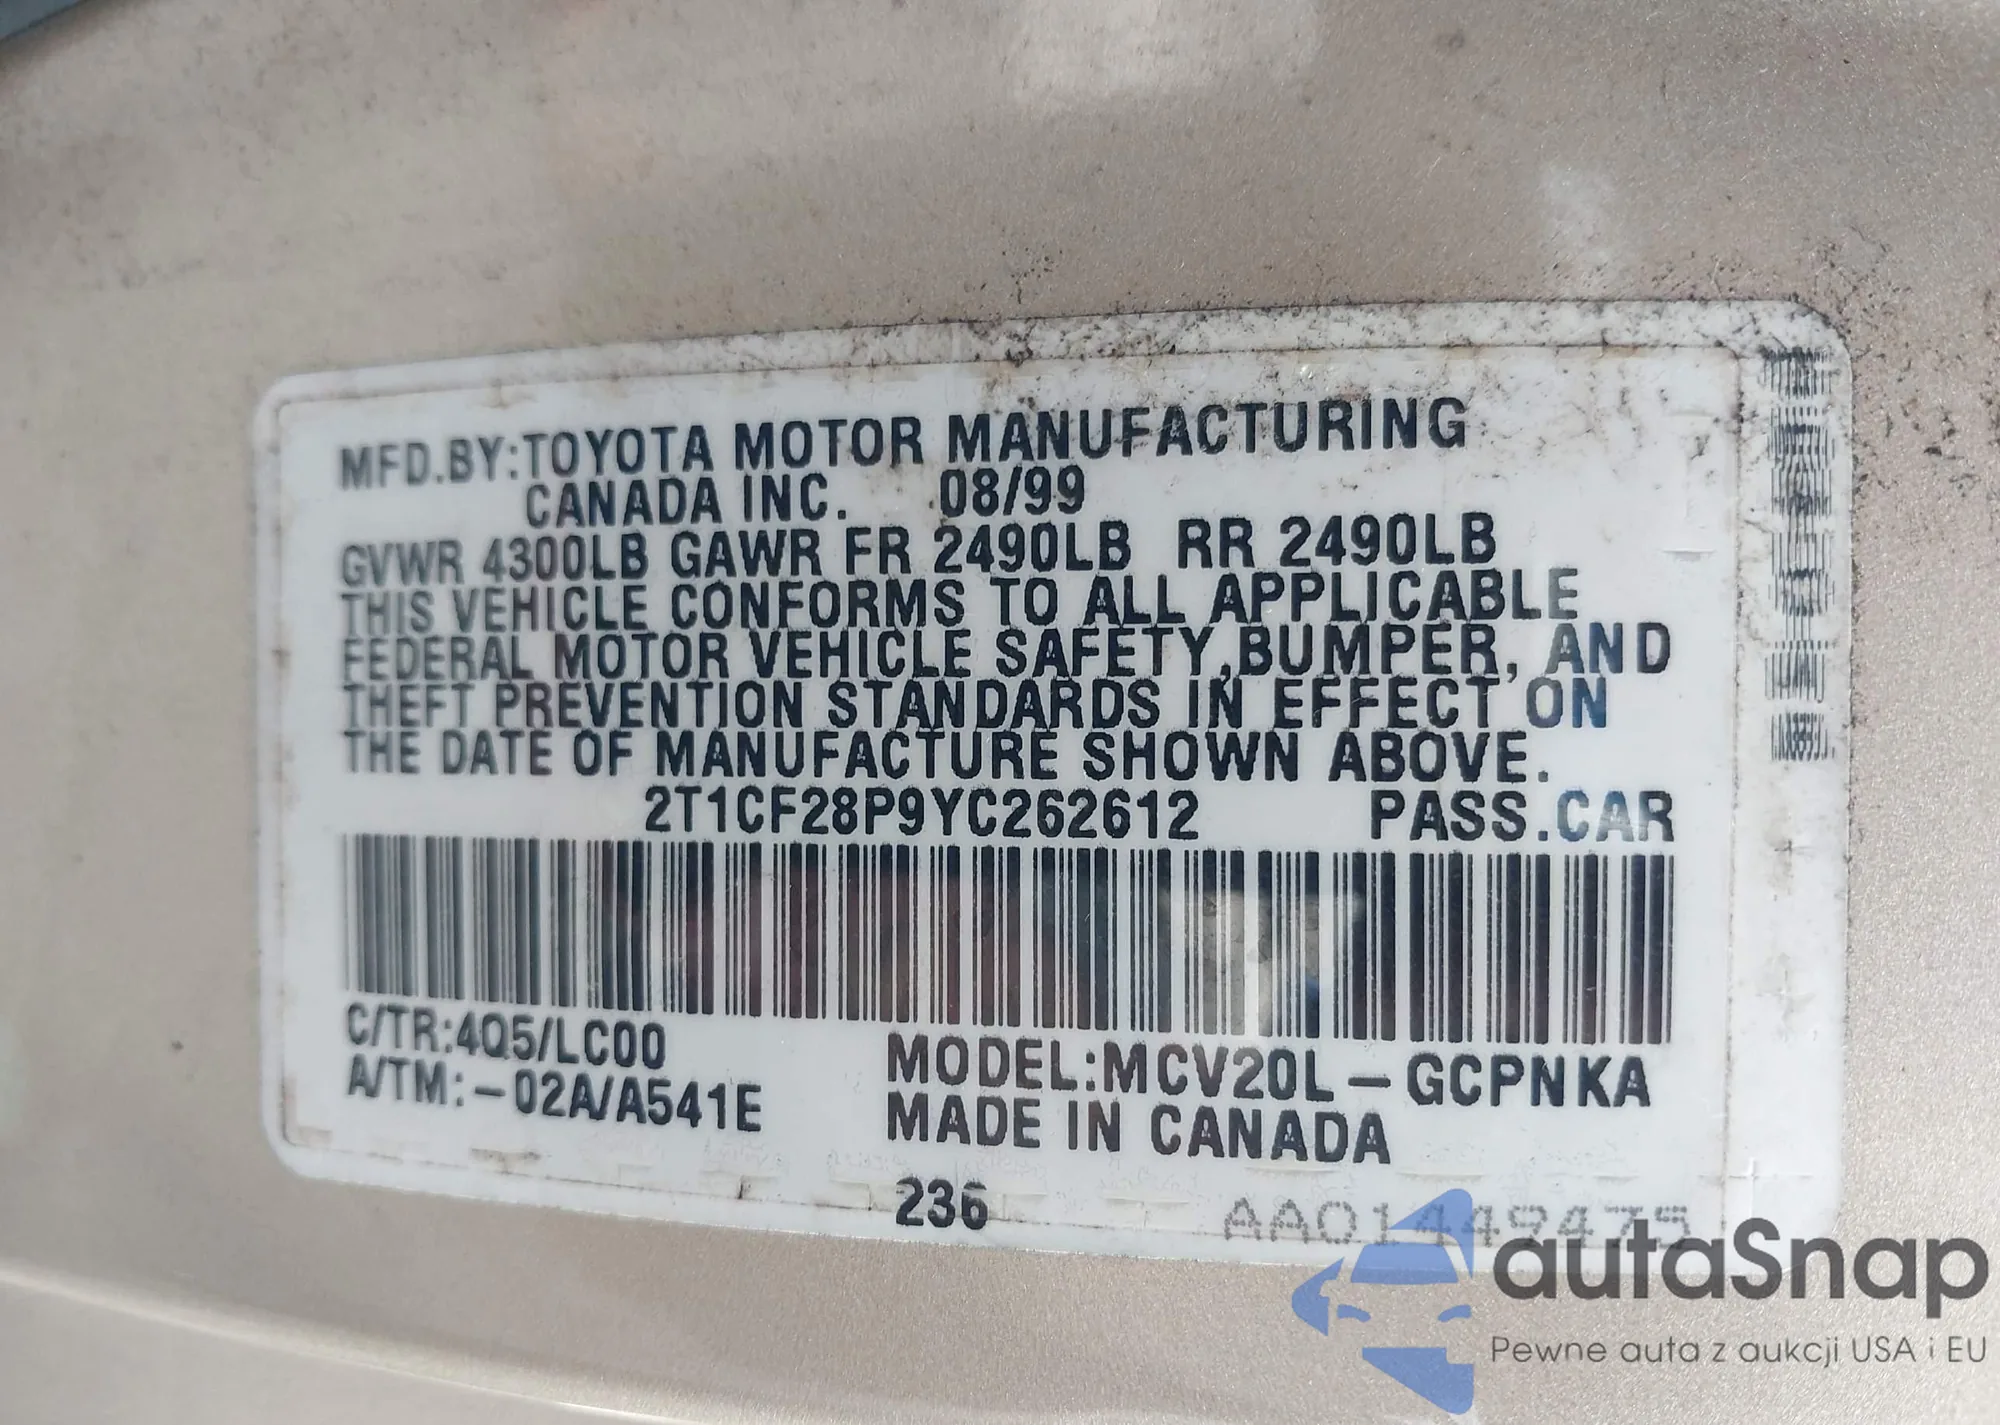 MFD.BY:TOYOTA MOTOR MANUFACTURING
CANADA INC. 08/99
GVWR 4300LB GAWR FR 2490LB RR 2490LB
THIS VEHICLE CONFORMS TO ALL APPLICABLE
FEDERAL MOTOR VEHICLE SAFETY,BUMPER, AND
THEFT PREVENTION STANDARDS IN EFFECT ON
THE DATE OF MANUFACTURE SHOWN ABOVE.
2T1CF28P9YC262612 PASS.CAR
C/TR:4Q5/LC00
A/TM:-02A/A541E
MODEL:MCV20L-GCPNKA
MADE IN CANADA
236
AA01449475
autaSnap
Pewne auta z aukcji USA i EU